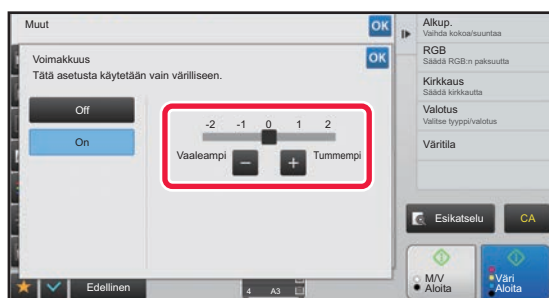 Muut
OK
Voimakkuus
OK
Tätä asetusta käytetään vain värilliseen.
Off
On
-2 -1 0 1 2
Vaaleampi
Tummempi
Edellinen
4 A3
Alkup.
Vaihda kokoa/suuntaa
RGB
Säädä RGB:n paksuutta
Kirkkaus
Säädä kirkkautta
Valotus
Valitse tyyppi/valotus
Väritila
Esikatselu
CA
M/V
Aloita
Väri
Aloita